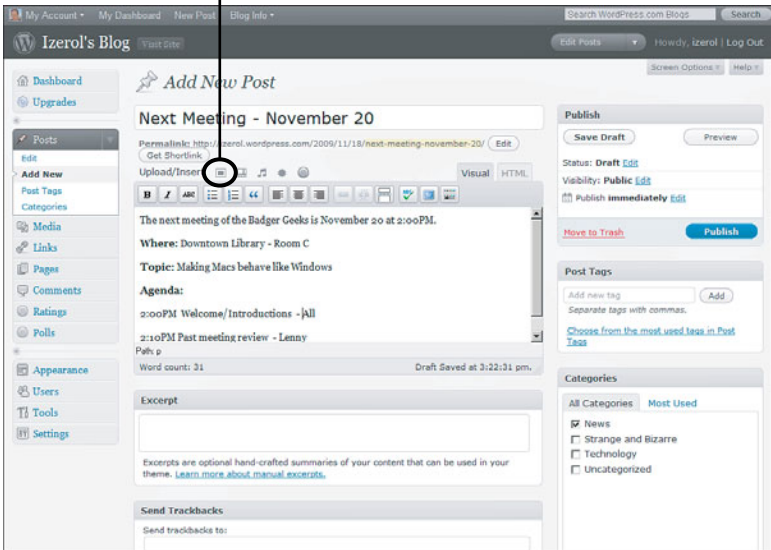 My Account
My Dashboard
New Post
Blog Info
Search WordPress.com Blogs
Search
Izerol's Blog
Visit Site
Edit Posts
Howdy, izerol | Log Out
Screen Options
Help
Dashboard
Upgrades
Posts
Edit
Add New
Post Tags
Categories
Media
Links
Pages
Comments
Ratings
Polls
Appearance
Users
Tools
Settings
Add New Post
Next Meeting - November 20
Permalink: http://izerol.wordpress.com/2009/11/18/next-meeting-november-20/ Edit
Get Shortlink
Upload/Insert
Visual
HTML
B I ABC
The next meeting of the Badger Geeks is November 20 at 2:00PM.
Where: Downtown Library - Room C
Topic: Making Macs behave like Windows
Agenda:
2:00PM Welcome/Introductions - All
2:10PM Past meeting review - Lenny
Path: p
Word count: 31
Draft Saved at 3:22:31 pm.
Excerpt
Excerpts are optional hand-crafted summaries of your content that can be used in your
theme. Learn more about manual excerpts.
Send Trackbacks
Send trackbacks to:
Publish
Save Draft
Preview
Status: Draft Edit
Visibility: Public Edit
Publish immediately Edit
Move to Trash
Publish
Post Tags
Add new tag
Add
Separate tags with commas.
Choose from the most used tags in Post
Tags
Categories
All Categories
Most Used
News
Strange and Bizarre
Technology
Uncategorized